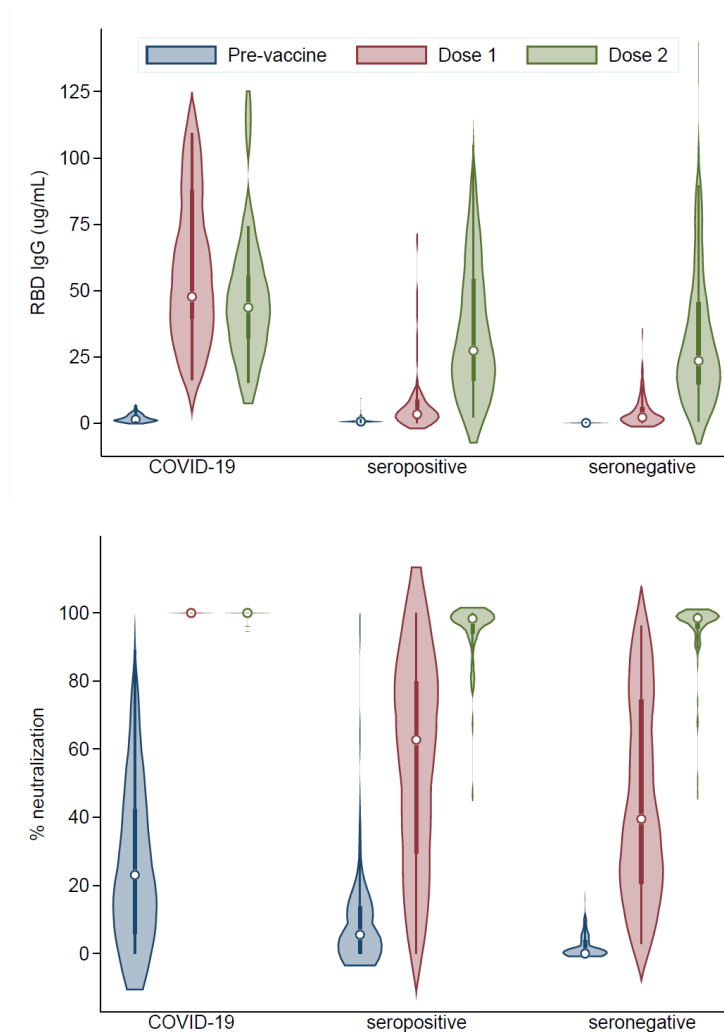 Pre-vaccine Dose 1 Dose 2
125
100
75
50
25
0
RBD IgG (ug/mL)
COVID-19 seropositive seronegative
100
80
60
40
20
0
% neutralization
COVID-19 seropositive seronegative